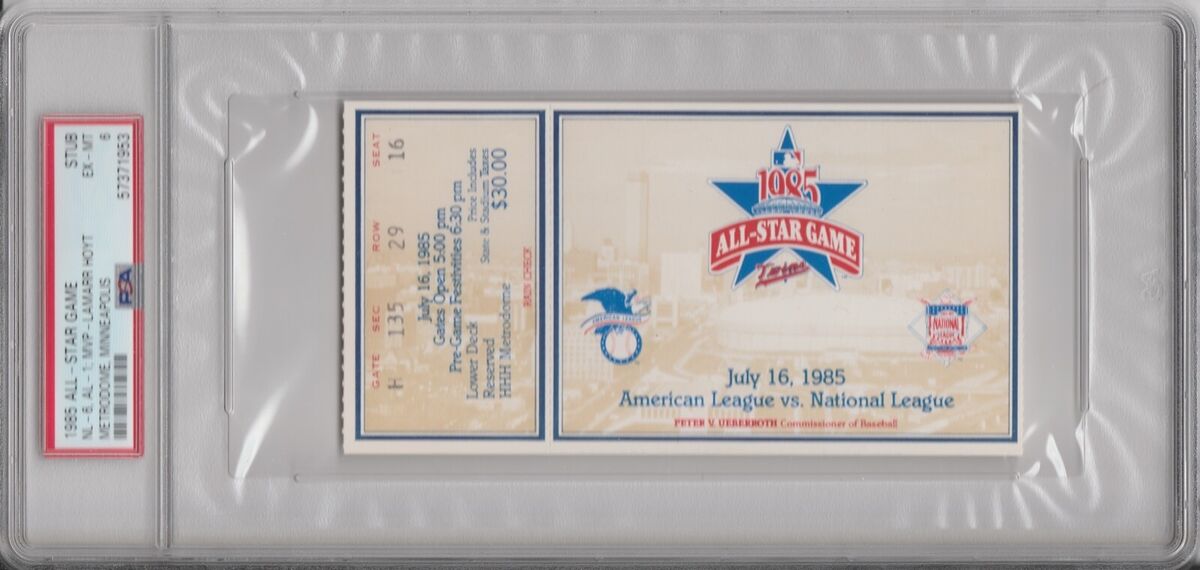 1985 ALL - STAR GAME STUB
NL - 6, AL - 1; MVP - LAMARR HOYT EX - MT
METRODOME, MINNEAPOLIS 6
57371953
PSA
GATE SEC ROW SEAT
H 135 29 16
July 16, 1985
Gates Open 5:00 pm
Pre-Game Festivities 6:30 pm
Lower Deck Price Includes
Reserved State & Stadium Taxes
HHH Metrodome $30.00
RAIN CHECK
1985
ALL-STAR GAME
Twins
AMERICAN LEAGUE
NATIONAL
LEAGUE
July 16, 1985
American League vs. National League
PETER V. UEBERROTH Commissioner of Baseball